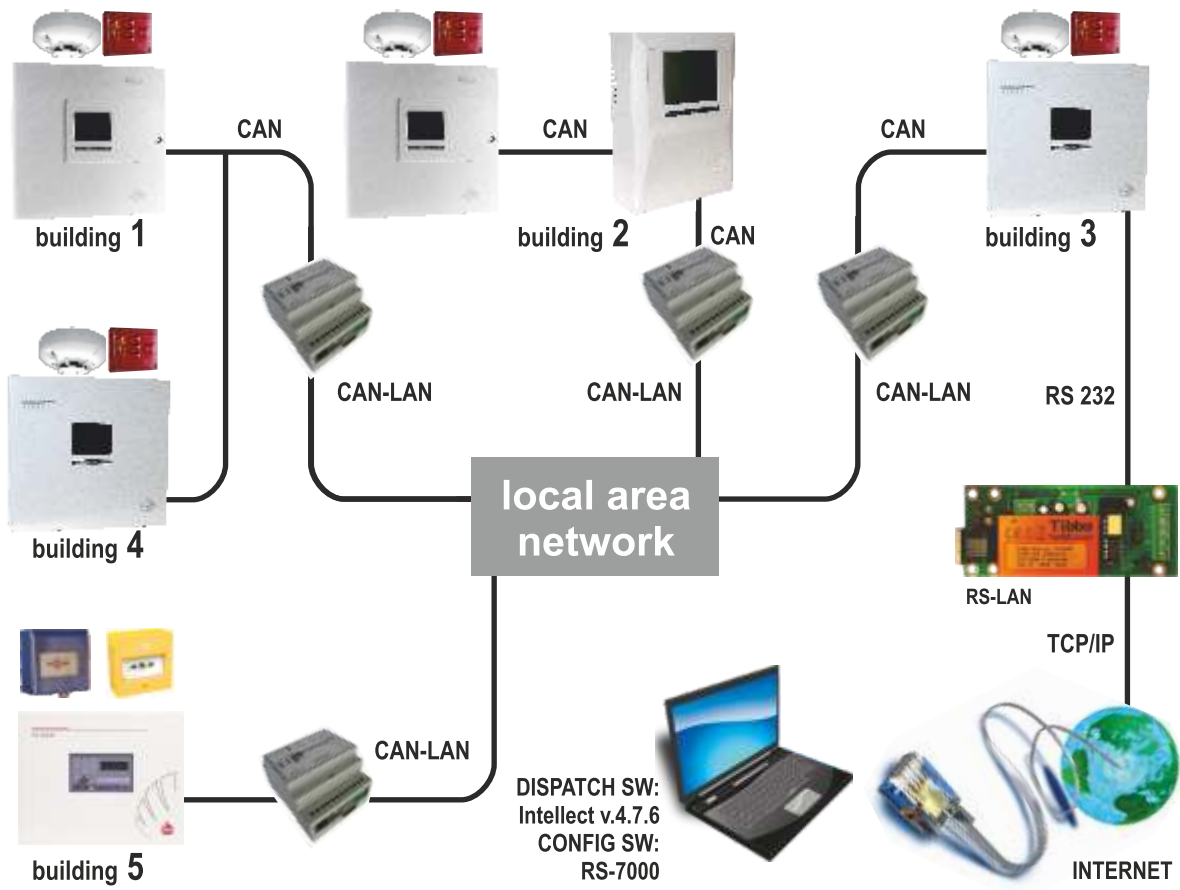 CAN
CAN
CAN
building 1
building 2
CAN
building 3
CAN-LAN
CAN-LAN
CAN-LAN
RS 232
local area
network
building 4
Tibbo
RS-LAN
TCP/IP
CAN-LAN
DISPATCH SW:
Intellect v.4.7.6
CONFIG SW:
RS-7000
building 5
INTERNET